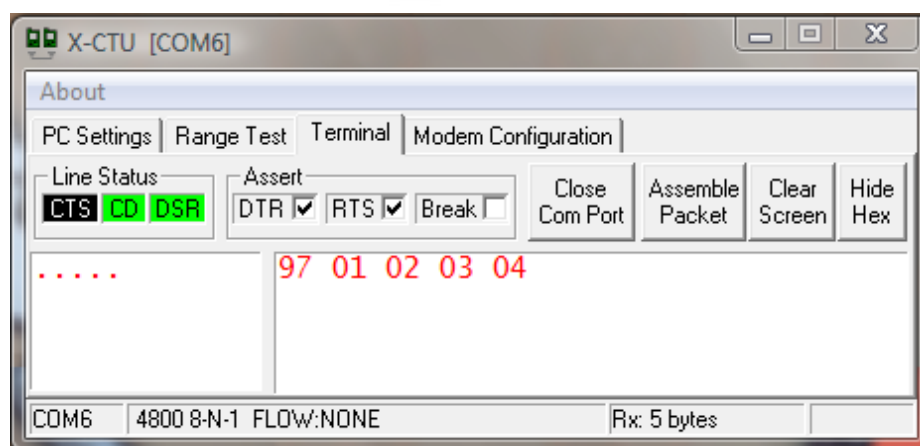 X-CTU [COM6]
About
PC Settings Range Test Terminal Modem Configuration
Line Status
CTS CD DSR
Assert
DTR RTS Break
Close
Com Port
Assemble
Packet
Clear
Screen
Hide
Hex
..... 97 01 02 03 04
COM6 4800 8-N-1 FLOW:NONE Rx: 5 bytes